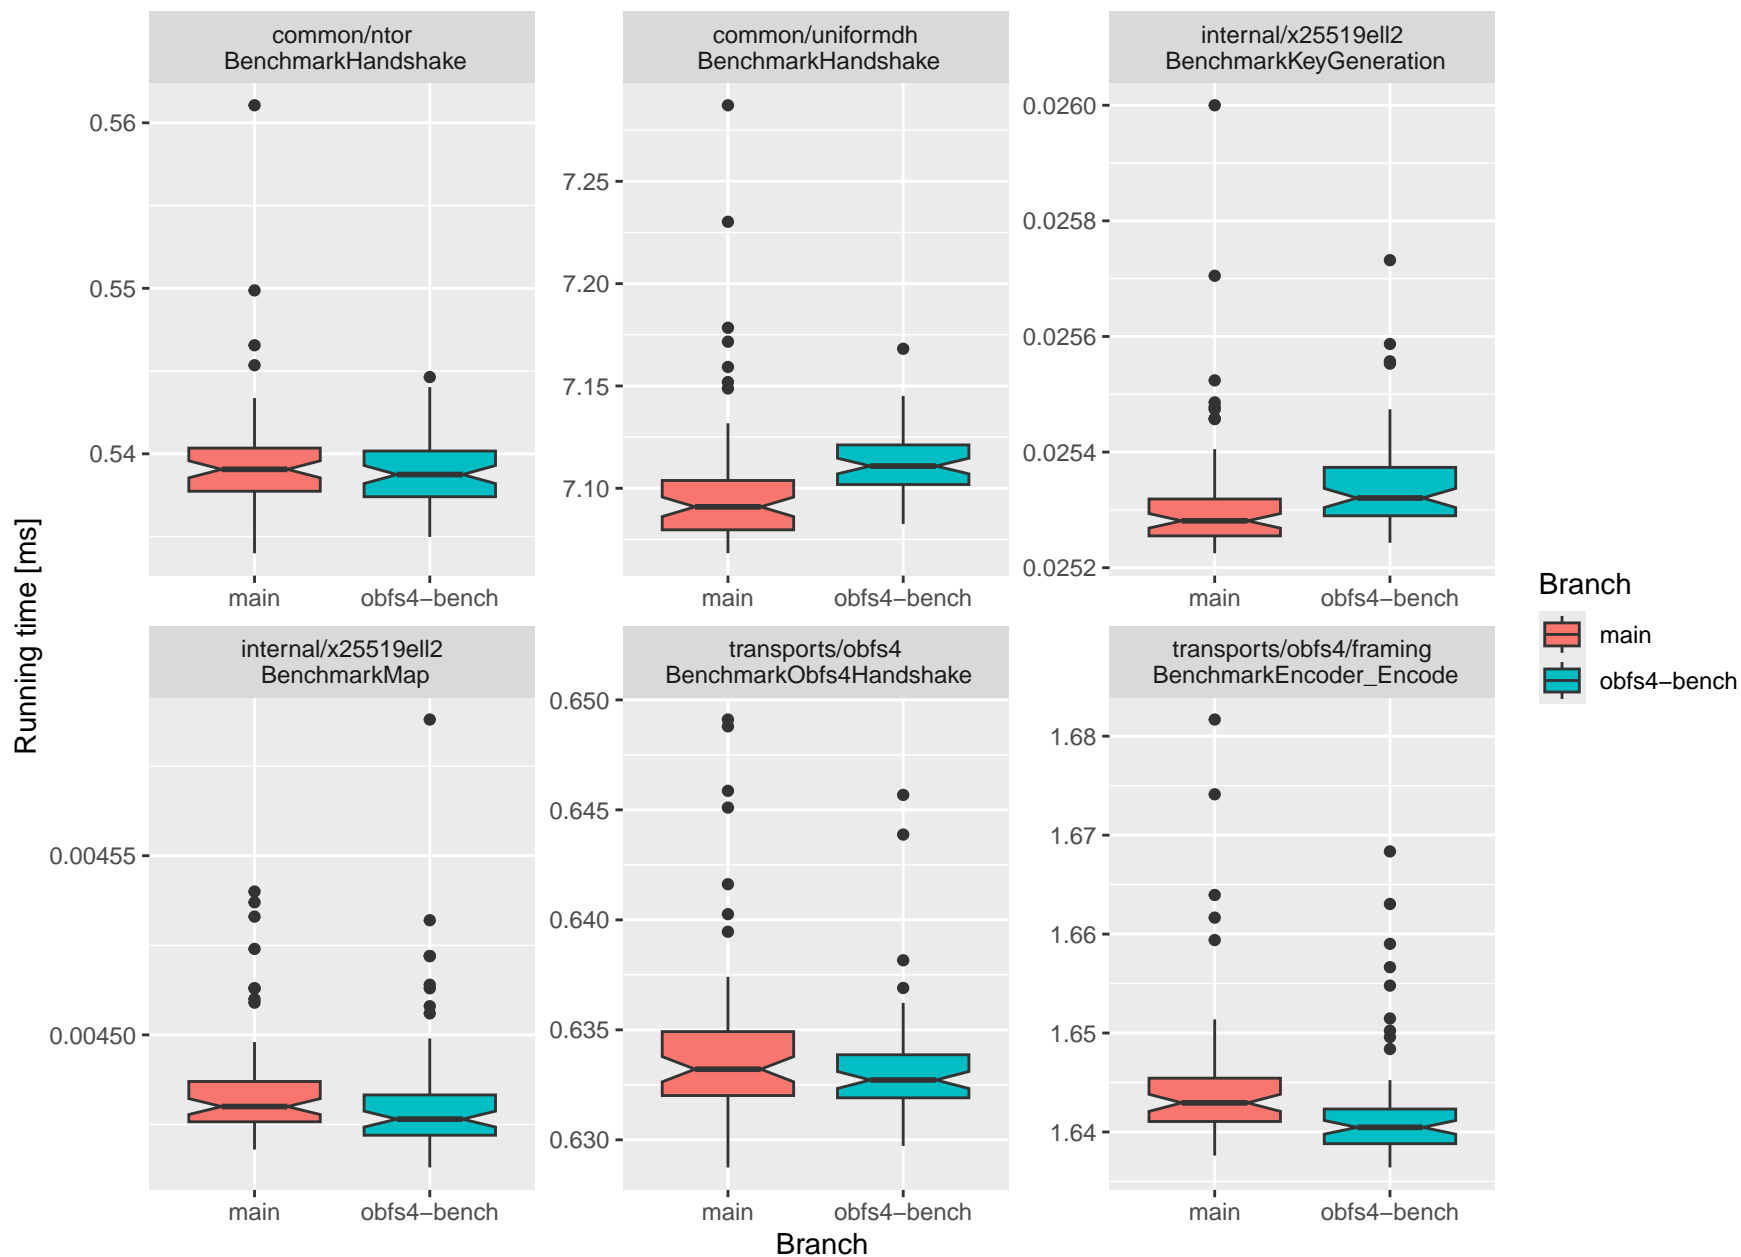 common/ntor
BenchmarkHandshake
common/uniformdh
BenchmarkHandshake
internal/x25519ell2
BenchmarkKeyGeneration
0.56
0.55
0.54
7.25
7.20
7.15
7.10
0.0260
0.0258
0.0256
0.0254
0.0252
main
obfs4−bench
main
obfs4−bench
main
obfs4−bench
internal/x25519ell2
BenchmarkMap
transports/obfs4
BenchmarkObfs4Handshake
transports/obfs4/framing
BenchmarkEncoder_Encode
0.00455
0.00450
0.650
0.645
0.640
0.635
0.630
1.68
1.67
1.66
1.65
1.64
main
obfs4−bench
main
obfs4−bench
main
obfs4−bench
Branch
Running time [ms]
Branch
main
obfs4−bench